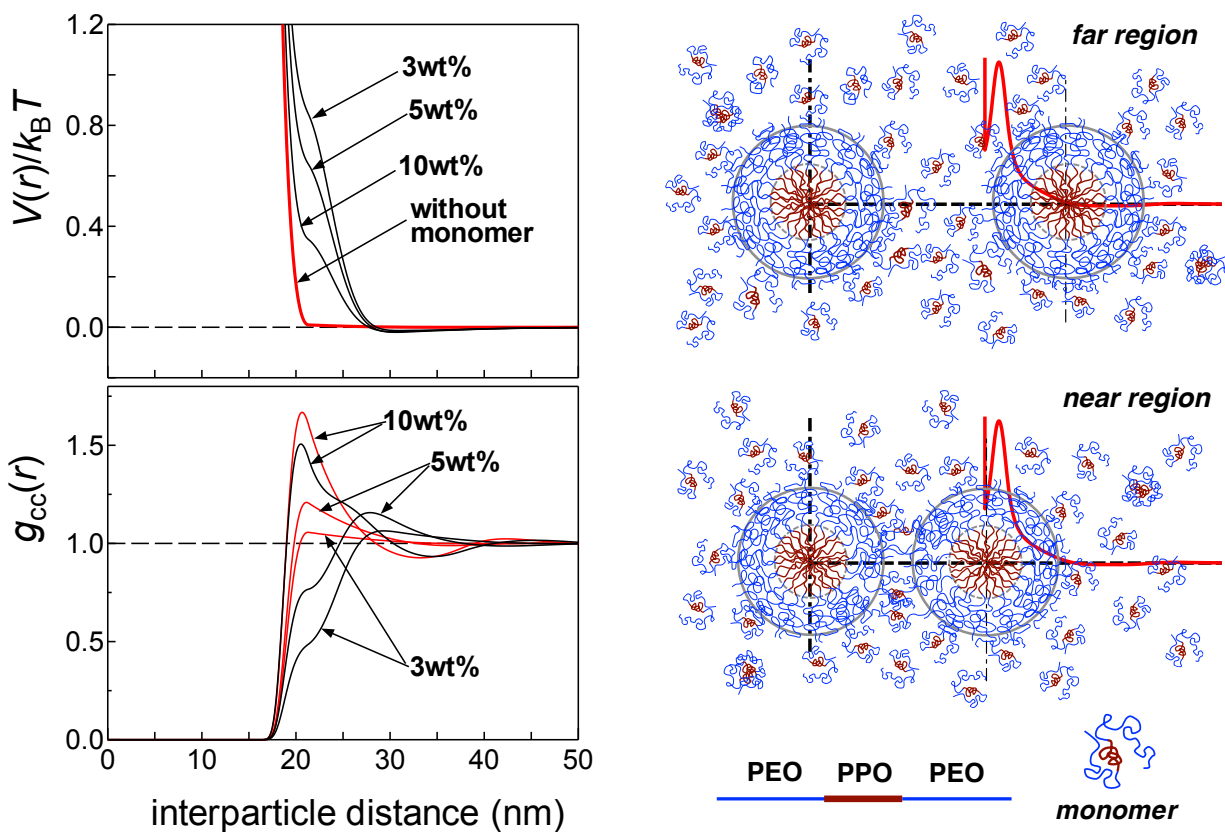 1.2
0.8
0.4
0.0
V(r)/k_BT
3wt%
5wt%
10wt%
without
monomer
1.5
1.0
0.5
0.0
g_cc(r)
10wt%
5wt%
3wt%
0
10
20
30
40
50
interparticle distance (nm)
far region
near region
PEO
PPO
PEO
monomer